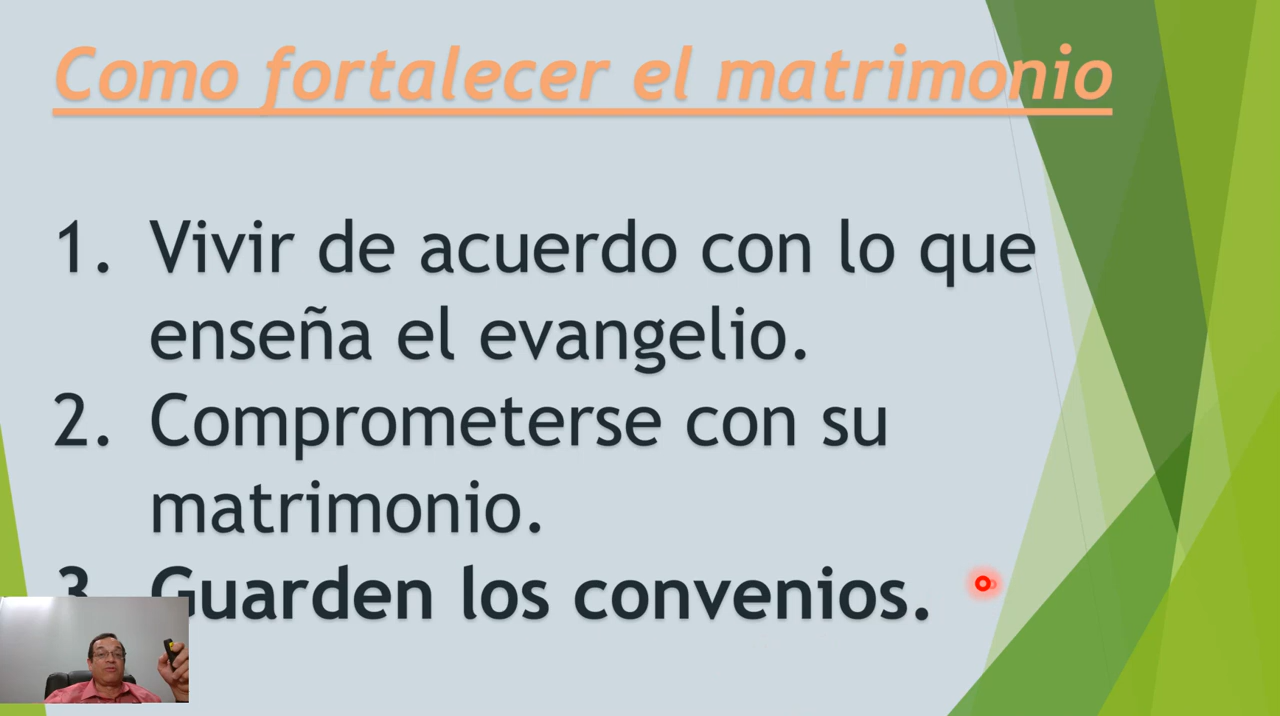 Como fortalecer el matrimonio
1. Vivir de acuerdo con lo que
enseña el evangelio.
2. Comprometerse con su
matrimonio.
3. Guarden los convenios.